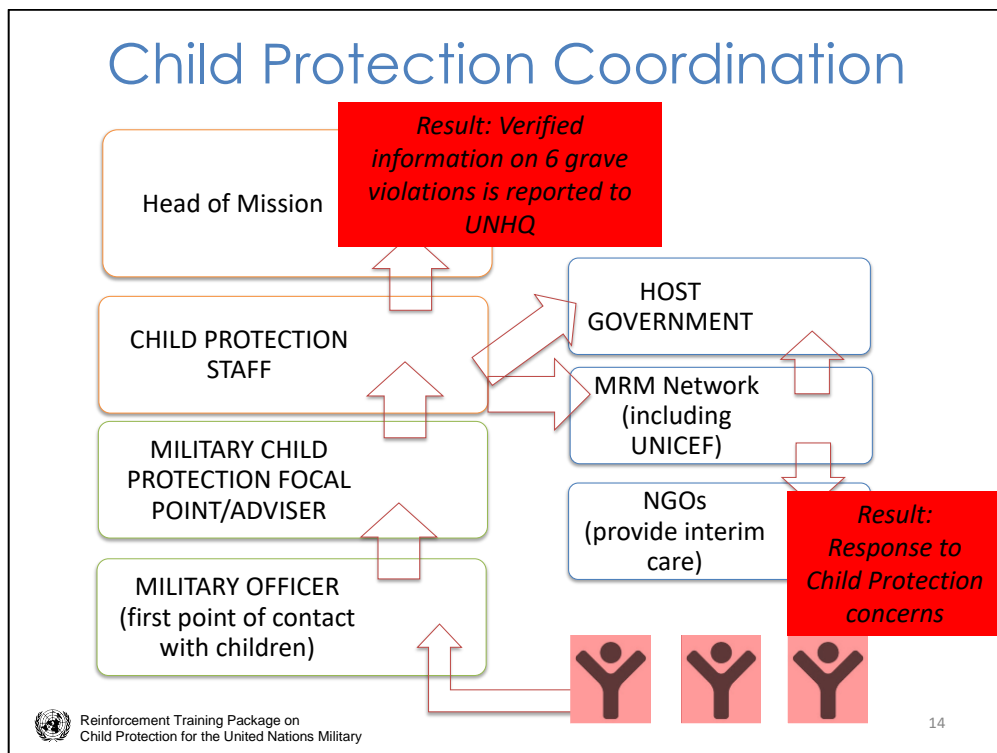 Child Protection Coordination
Result: Verified
information on 6 grave
violations is reported to
UNHQ
Head of Mission
HOST
GOVERNMENT
CHILD PROTECTION
STAFF
MRM Network
(including
UNICEF)
MILITARY CHILD
PROTECTION FOCAL
POINT/ADVISER
NGOs
(provide interim
care)
Result:
Response to
Child Protection
concerns
MILITARY OFFICER
(first point of contact
with children)
Reinforcement Training Package on
Child Protection for the United Nations Military
14